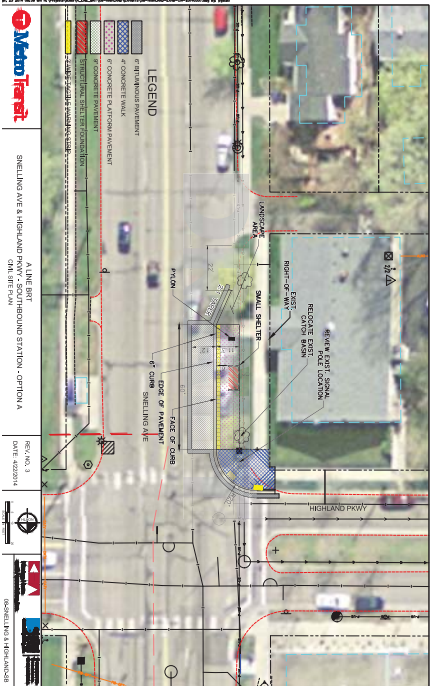 LEGEND
6" BITUMINOUS PAVEMENT
4" CONCRETE WALK
6" CONCRETE PLATFORM PAVEMENT
9" CONCRETE PAVEMENT
STRUCTURAL SHELTER FOUNDATION
LANDSCAPE
AREA
EXIST.
RIGHT-OF-WAY
SMALL SHELTER
RELOCATE EXIST.
CATCH BASIN
REVIEW EXIST. SIGNAL
POLE LOCATION
PYLON
6" CURB
EDGE OF PAVEMENT
FACE OF CURB
SNELLING AVE
HIGHLAND PKWY
MetroTransit
A LINE BRT
SNELLING AVE & HIGHLAND PKWY - SOUTHBOUND STATION - OPTION A
CIVIL SITE PLAN
REV. NO. 3
DATE: 4/22/2014
08-SNELLING & HIGHLAND-SB